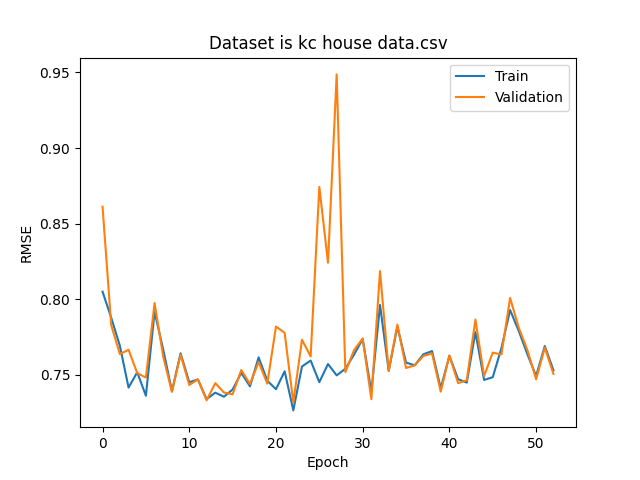 Dataset is kc house data.csv
Train
Validation
0.95
0.90
0.85
0.80
0.75
RMSE
0
10
20
30
40
50
Epoch